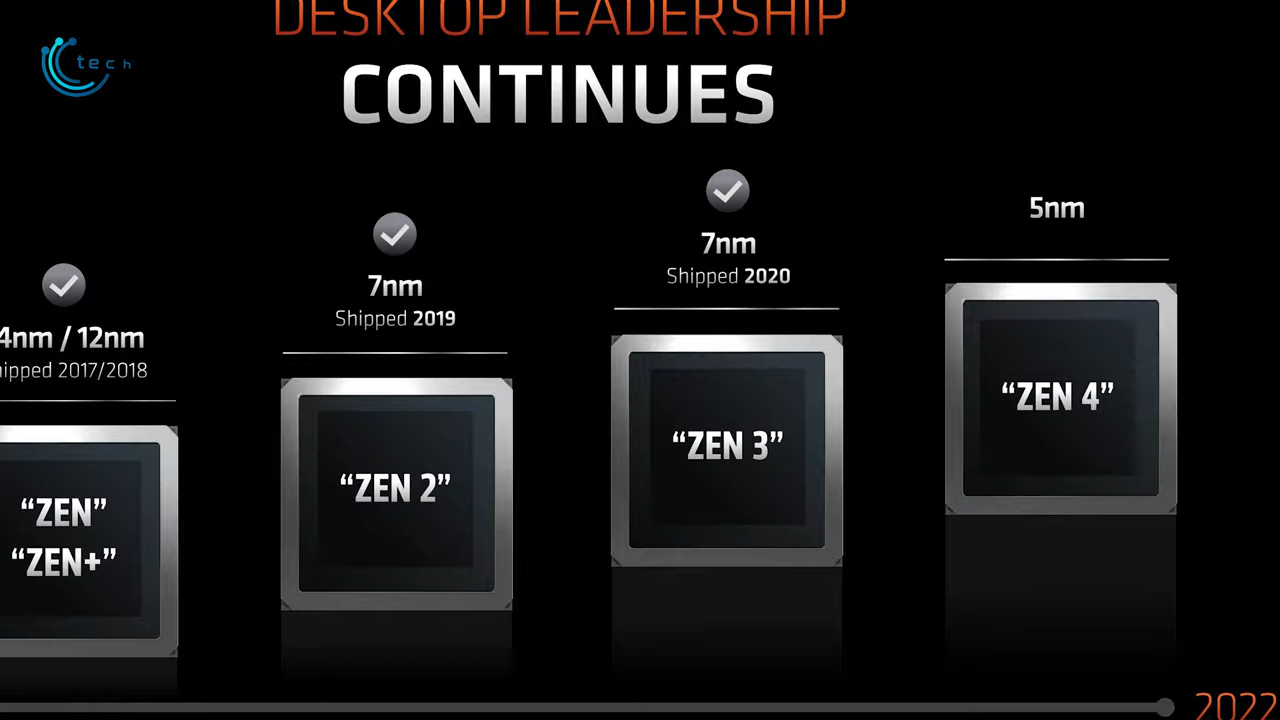 DESKTOP LEADERSHIP
CONTINUES
tech
4nm / 12nm
ipped 2017/2018
"ZEN"
"ZEN+"
7nm
Shipped 2019
"ZEN 2"
7nm
Shipped 2020
"ZEN 3"
5nm
"ZEN 4"
2022